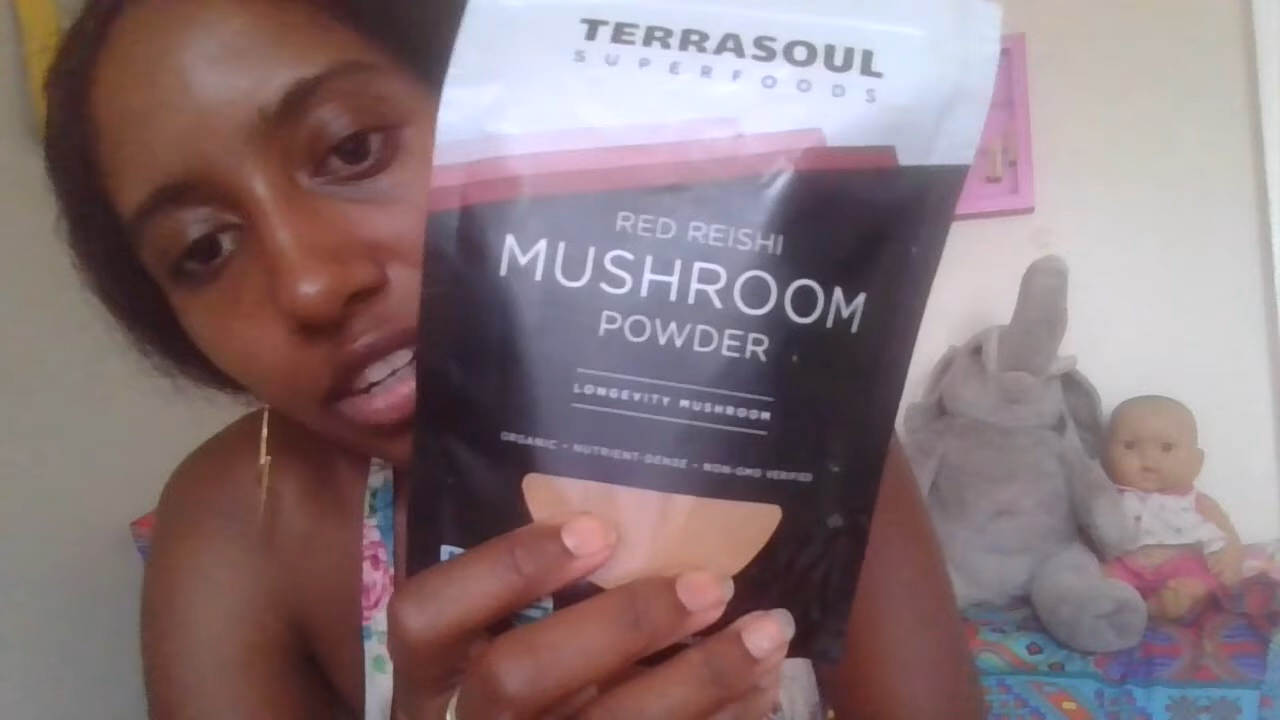 TERRASOUL
SUPERFOODS
RED REISHI
MUSHROOM
POWDER
LONGEVITY MUSHROOM
ORGANIC • NUTRIENT-DENSE • NON-GMO VERIFIED